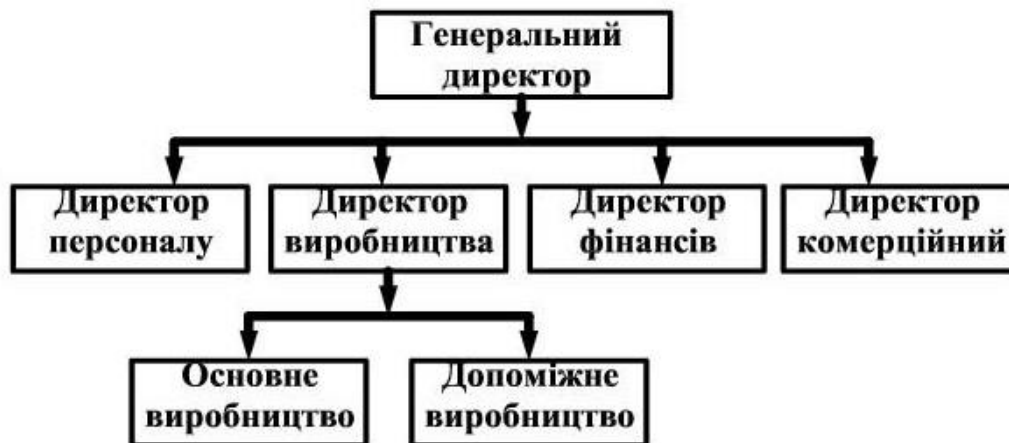 Генеральний
директор
Директор
персоналу
Директор
виробництва
Директор
фінансів
Директор
комерційний
Основне
виробництво
Допоміжне
виробництво